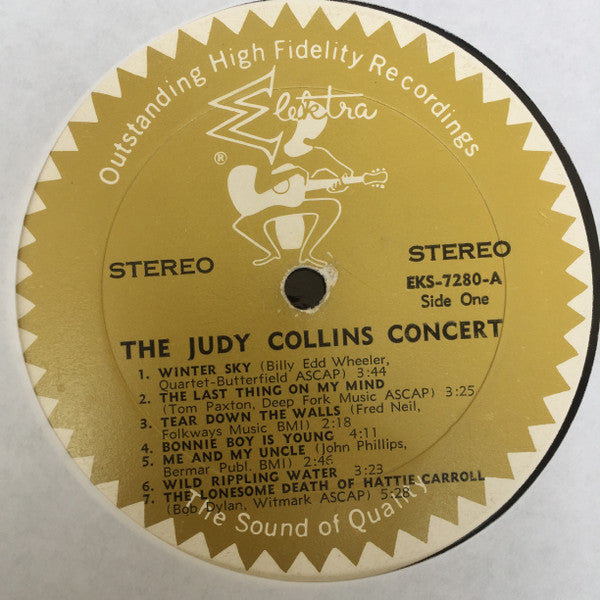 Outstanding High Fidelity Recordings
Elektra
®
STEREO
STEREO
EKS-7280-A
Side One
THE JUDY COLLINS CONCERT
1. WINTER SKY (Billy Edd Wheeler,
Quartet-Butterfield ASCAP) 3:44
2. THE LAST THING ON MY MIND
(Tom Paxton, Deep Fork Music ASCAP) 3:25
3. TEAR DOWN THE WALLS (Fred Neil,
Folkways Music BMI) 2:18
4. BONNIE BOY IS YOUNG 4:11
5. ME AND MY UNCLE (John Phillips,
Bermar Publ. BMI) 2:46
6. WILD RIPPLING WATER 3:23
7. THE LONESOME DEATH OF HATTIE CARROLL
(Bob Dylan, Witmark ASCAP) 5:28
The Sound of Quality